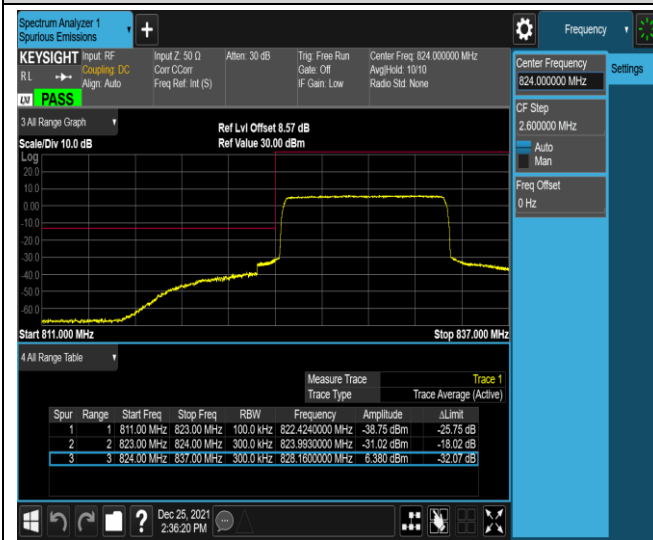 Spectrum Analyzer 1
Spurious Emissions
Frequency
KEYSIGHT Input: RF Input Z: 50 Ω Atten: 30 dB Trig: Free Run Center Freq: 824.000000 MHz
RL Coupling: DC Corr CCorr Gate: Off Avg|Hold: 10/10
Align: Auto Freq Ref: Int (S) IF Gain: Low Radio Std: None
LXI PASS
Center Frequency
824.000000 MHz
Settings
CF Step
2.600000 MHz
Auto
Man
Freq Offset
0 Hz
3 All Range Graph
Ref Lvl Offset 8.57 dB
Scale/Div 10.0 dB Ref Value 30.00 dBm
Log
20.0
10.0
0.00
-10.0
-20.0
-30.0
-40.0
-50.0
-60.0
Start 811.000 MHz Stop 837.000 MHz
4 All Range Table
Measure Trace Trace 1
Trace Type Trace Average (Active)
Spur Range Start Freq Stop Freq RBW Frequency Amplitude ΔLimit
1 1 811.00 MHz 823.00 MHz 100.0 kHz 822.4240000 MHz -38.75 dBm -25.75 dB
2 2 823.00 MHz 824.00 MHz 300.0 kHz 823.9930000 MHz -31.02 dBm -18.02 dB
3 3 824.00 MHz 837.00 MHz 300.0 kHz 828.1600000 MHz 6.380 dBm -32.07 dB
Dec 25, 2021
2:36:20 PM